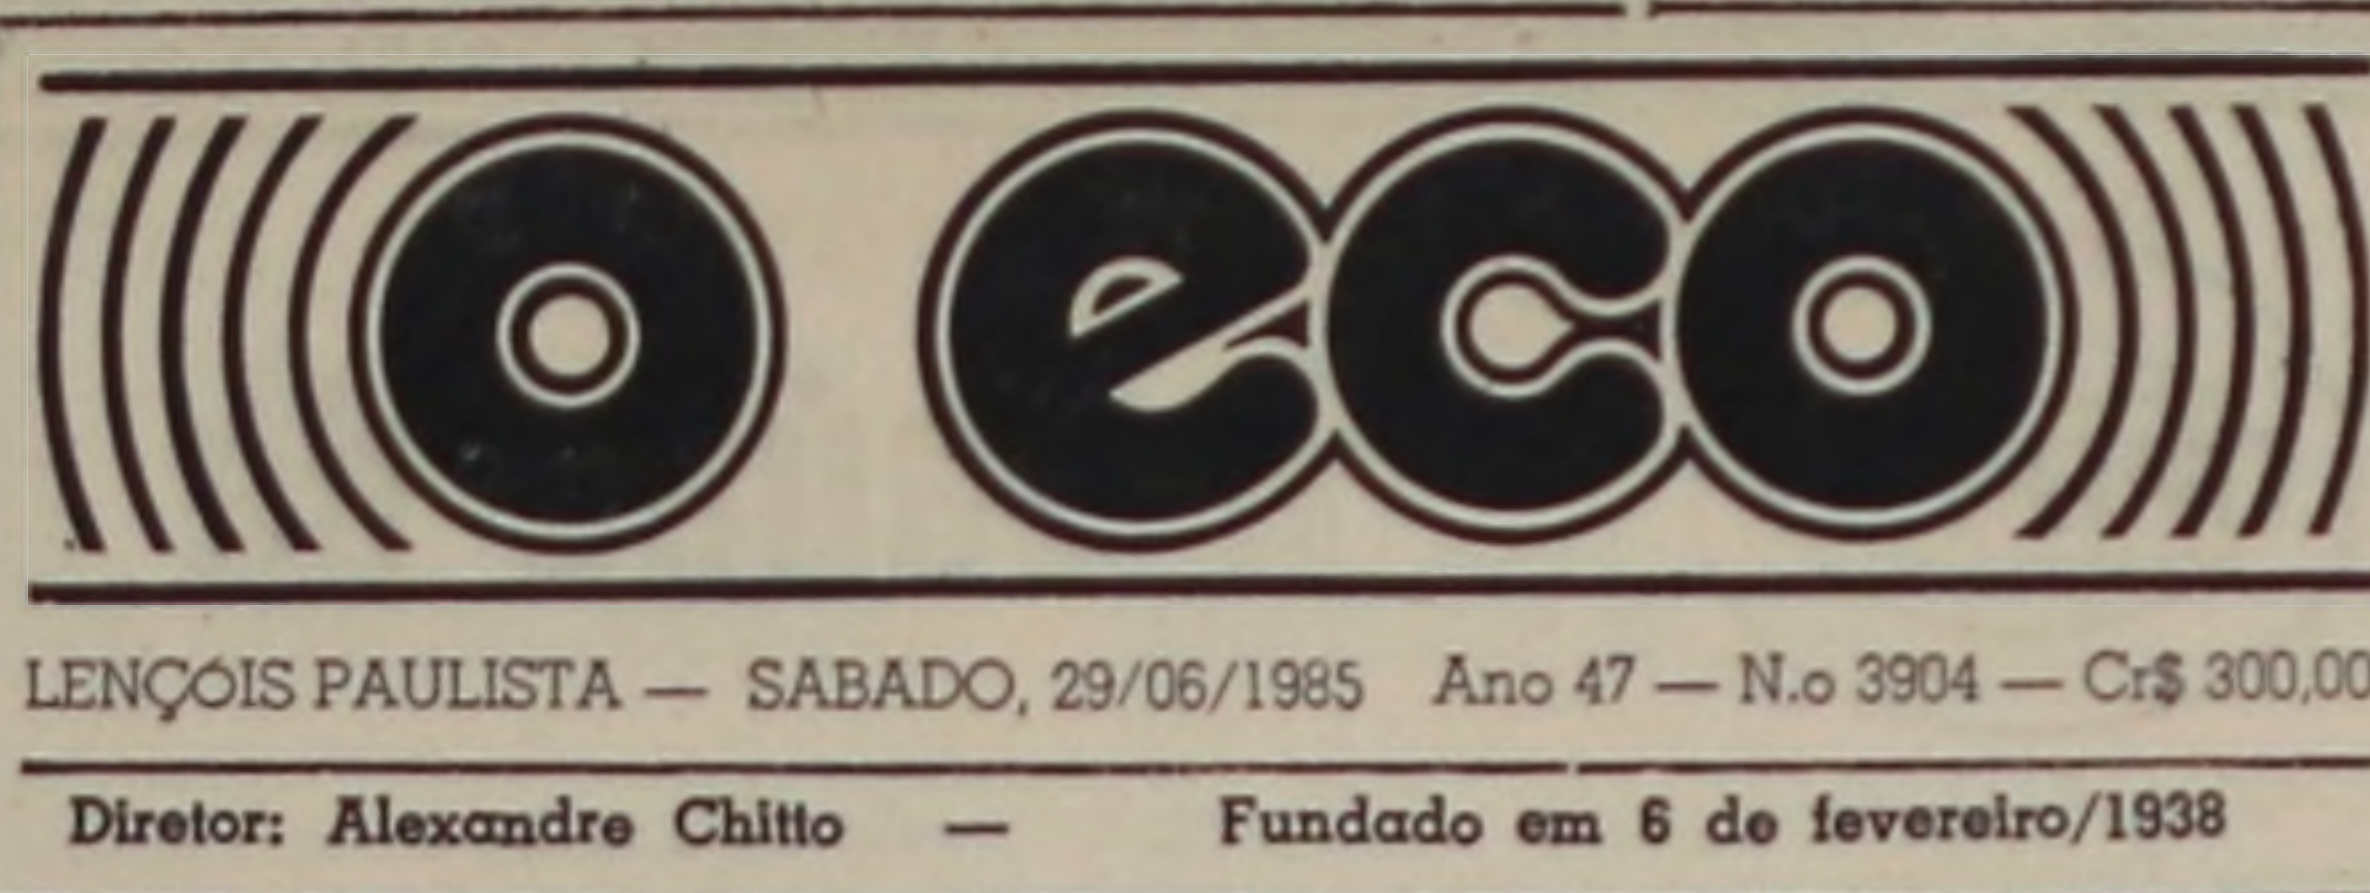 o eco
LENÇÓIS PAULISTA — SABADO, 29/06/1985 Ano 47 — N.o 3904 — Cr$ 300,00
Diretor: Alexandre Chitto — Fundado em 6 de fevereiro/1938